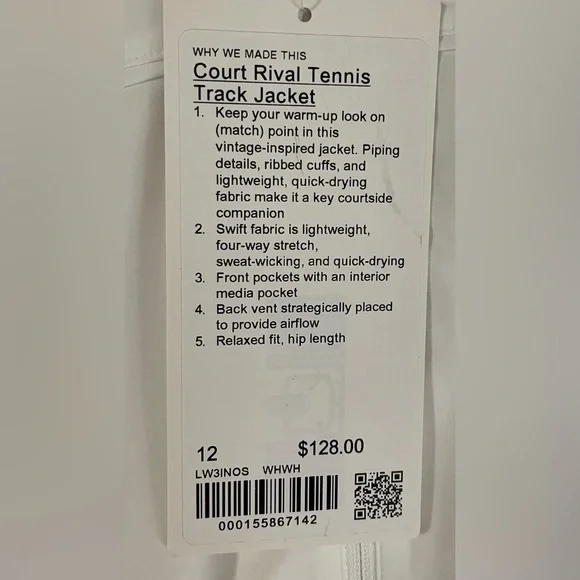 WHY WE MADE THIS
Court Rival Tennis
Track Jacket
1. Keep your warm-up look on
(match) point in this
vintage-inspired jacket. Piping
details, ribbed cuffs, and
lightweight, quick-drying
fabric make it a key courtside
companion
2. Swift fabric is lightweight,
four-way stretch,
sweat-wicking, and quick-drying
3. Front pockets with an interior
media pocket
4. Back vent strategically placed
to provide airflow
5. Relaxed fit, hip length
12 $128.00
LW3INOS WHWH
000155867142